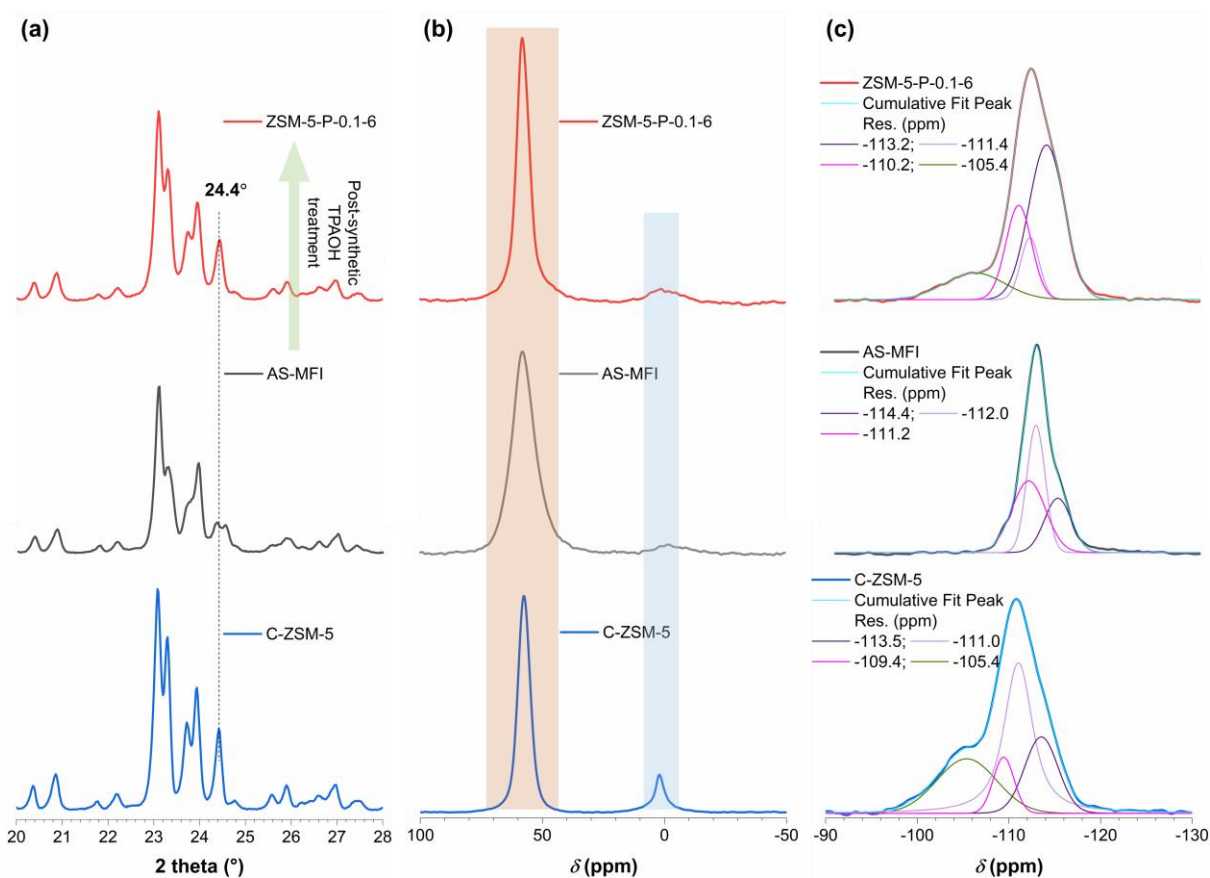 (a)
ZSM-5-P-0.1-6
24.4°
Post-synthetic
TPAOH
treatment
AS-MFI
C-ZSM-5
20 21 22 23 24 25 26 27 28
2 theta (°)
(b)
ZSM-5-P-0.1-6
AS-MFI
C-ZSM-5
100 50 0 -50
δ (ppm)
(c)
ZSM-5-P-0.1-6
Cumulative Fit Peak
Res. (ppm)
-113.2; -111.4
-110.2; -105.4
AS-MFI
Cumulative Fit Peak
Res. (ppm)
-114.4; -112.0
-111.2
C-ZSM-5
Cumulative Fit Peak
Res. (ppm)
-113.5; -111.0
-109.4; -105.4
-90 -100 -110 -120 -130
δ (ppm)